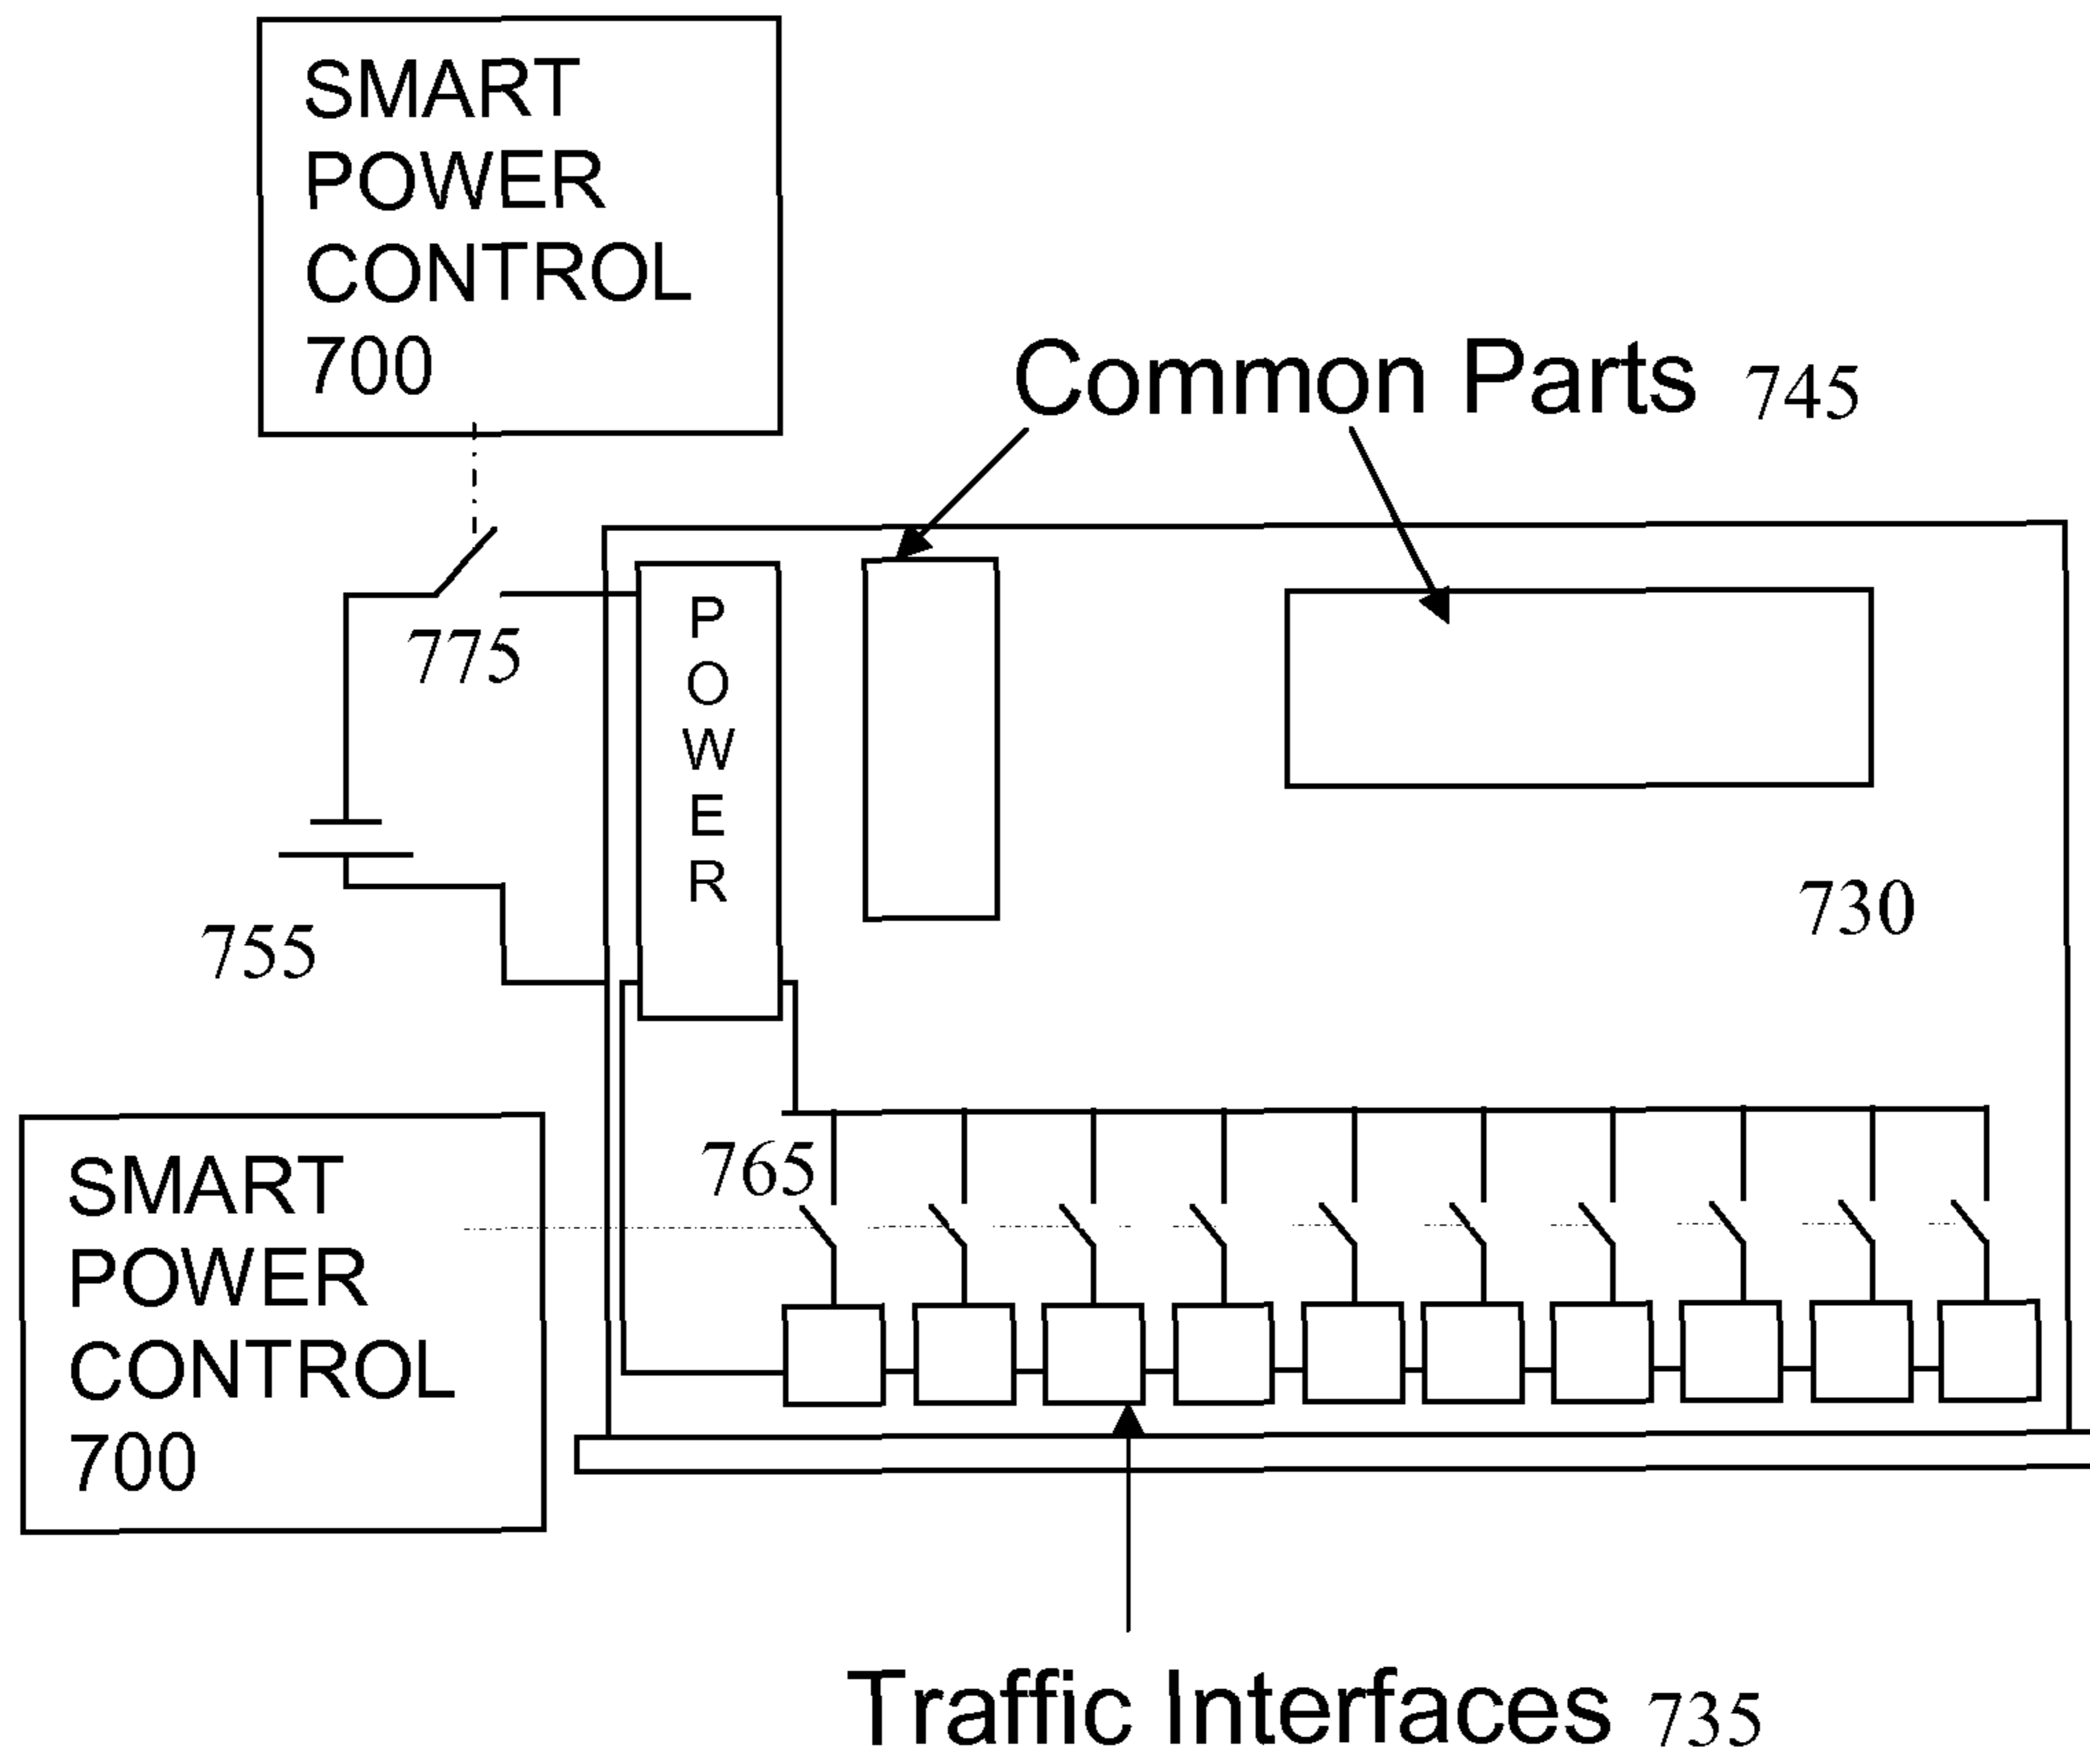 SMART
POWER
CONTROL
700
Common Parts 745
775
P
O
W
E
R
755
730
765
SMART
POWER
CONTROL
700
Traffic Interfaces 735